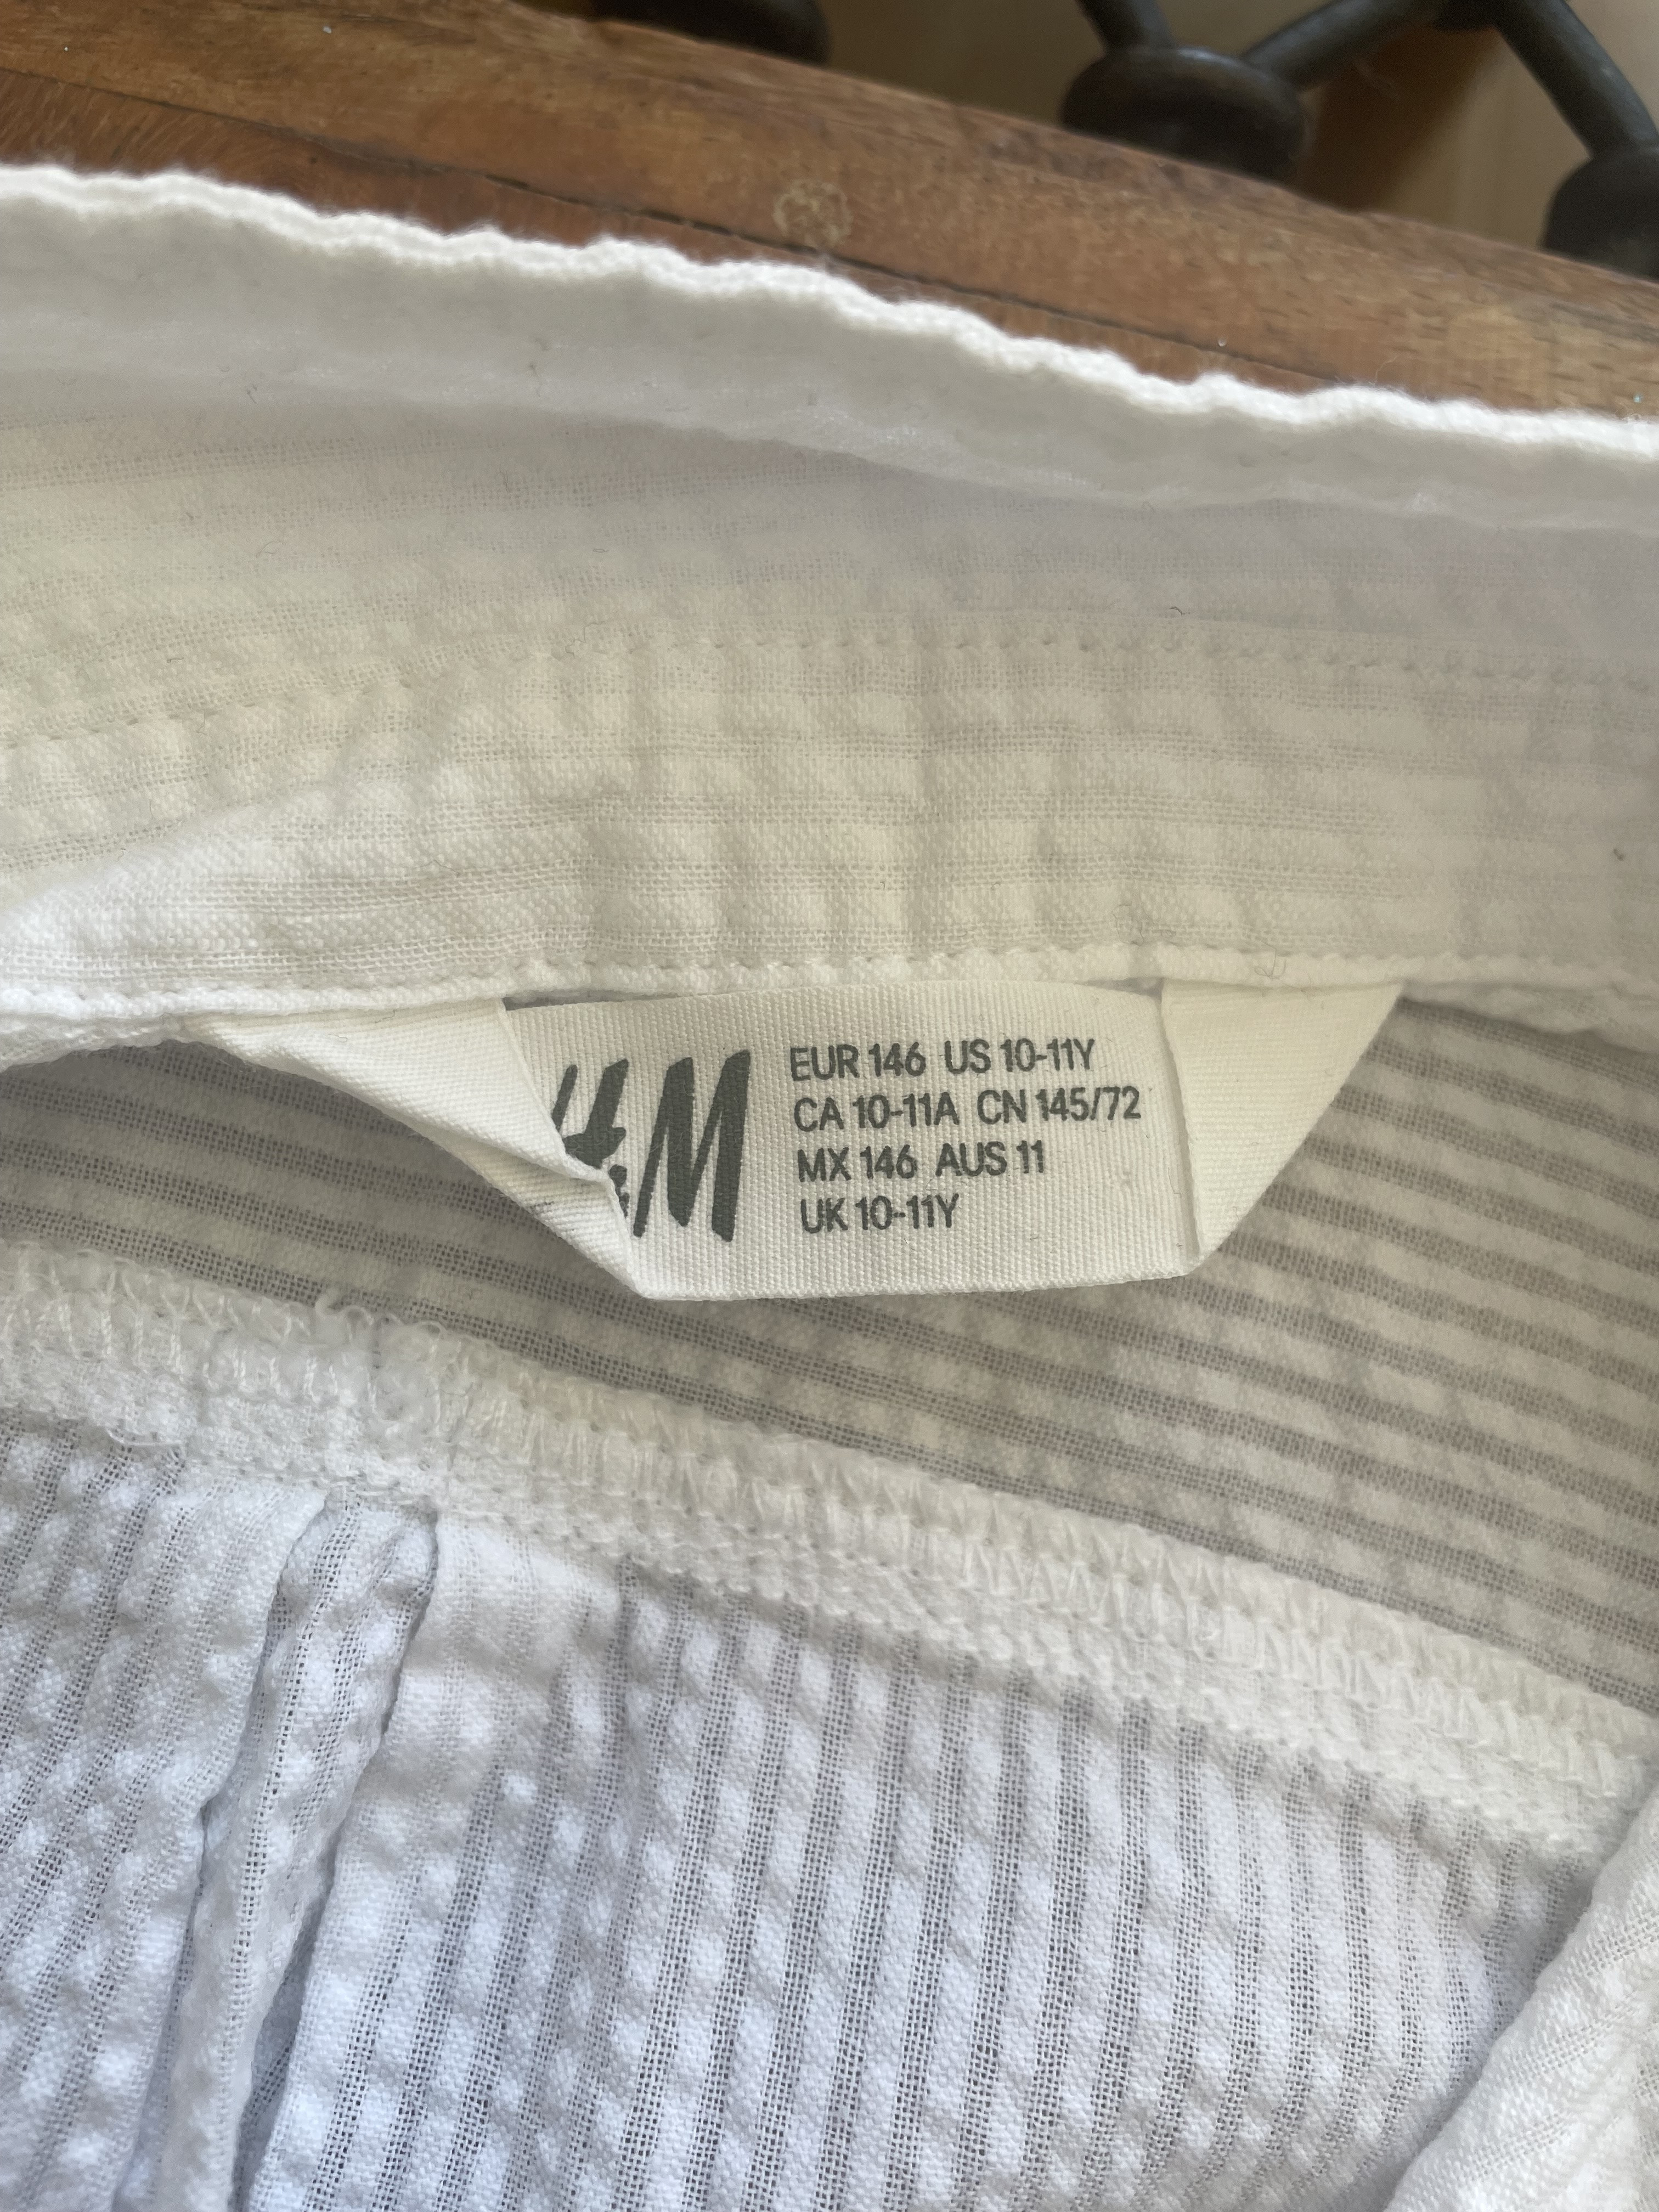 H&M
EUR 146 US 10-11Y
CA 10-11A CN 145/72
MX 146 AUS 11
UK 10-11Y